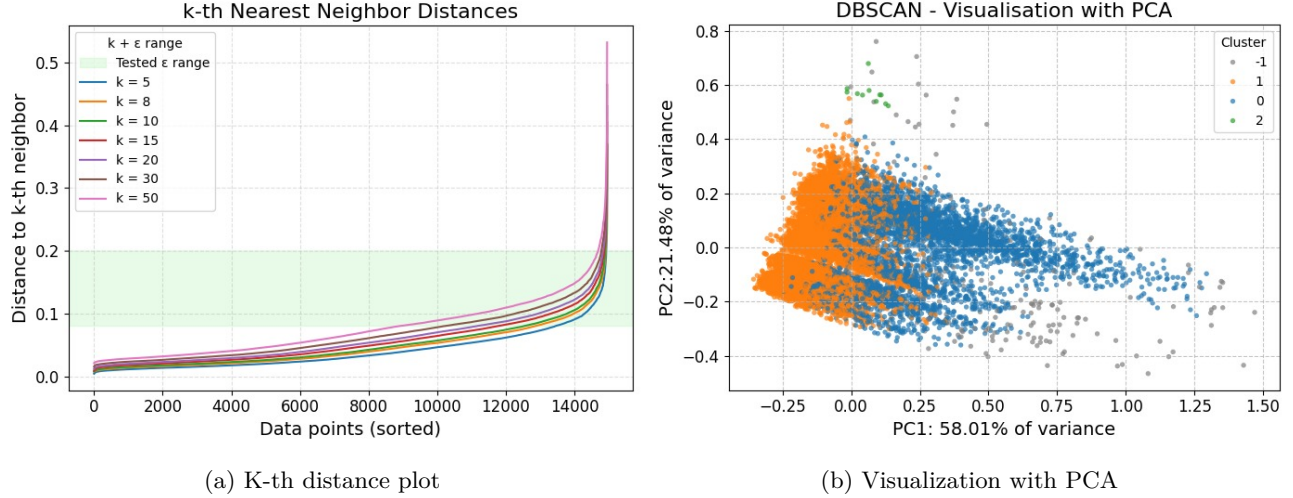 k-th Nearest Neighbor Distances
k + ε range
Tested ε range
k = 5
k = 8
k = 10
k = 15
k = 20
k = 30
k = 50
Distance to k-th neighbor
0.5
0.4
0.3
0.2
0.1
0.0
0 2000 4000 6000 8000 10000 12000 14000
Data points (sorted)
(a) K-th distance plot
DBSCAN - Visualisation with PCA
Cluster
-1
1
0
2
PC2:21.48% of variance
0.8
0.6
0.4
0.2
0.0
−0.2
−0.4
−0.25 0.00 0.25 0.50 0.75 1.00 1.25 1.50
PC1: 58.01% of variance
(b) Visualization with PCA